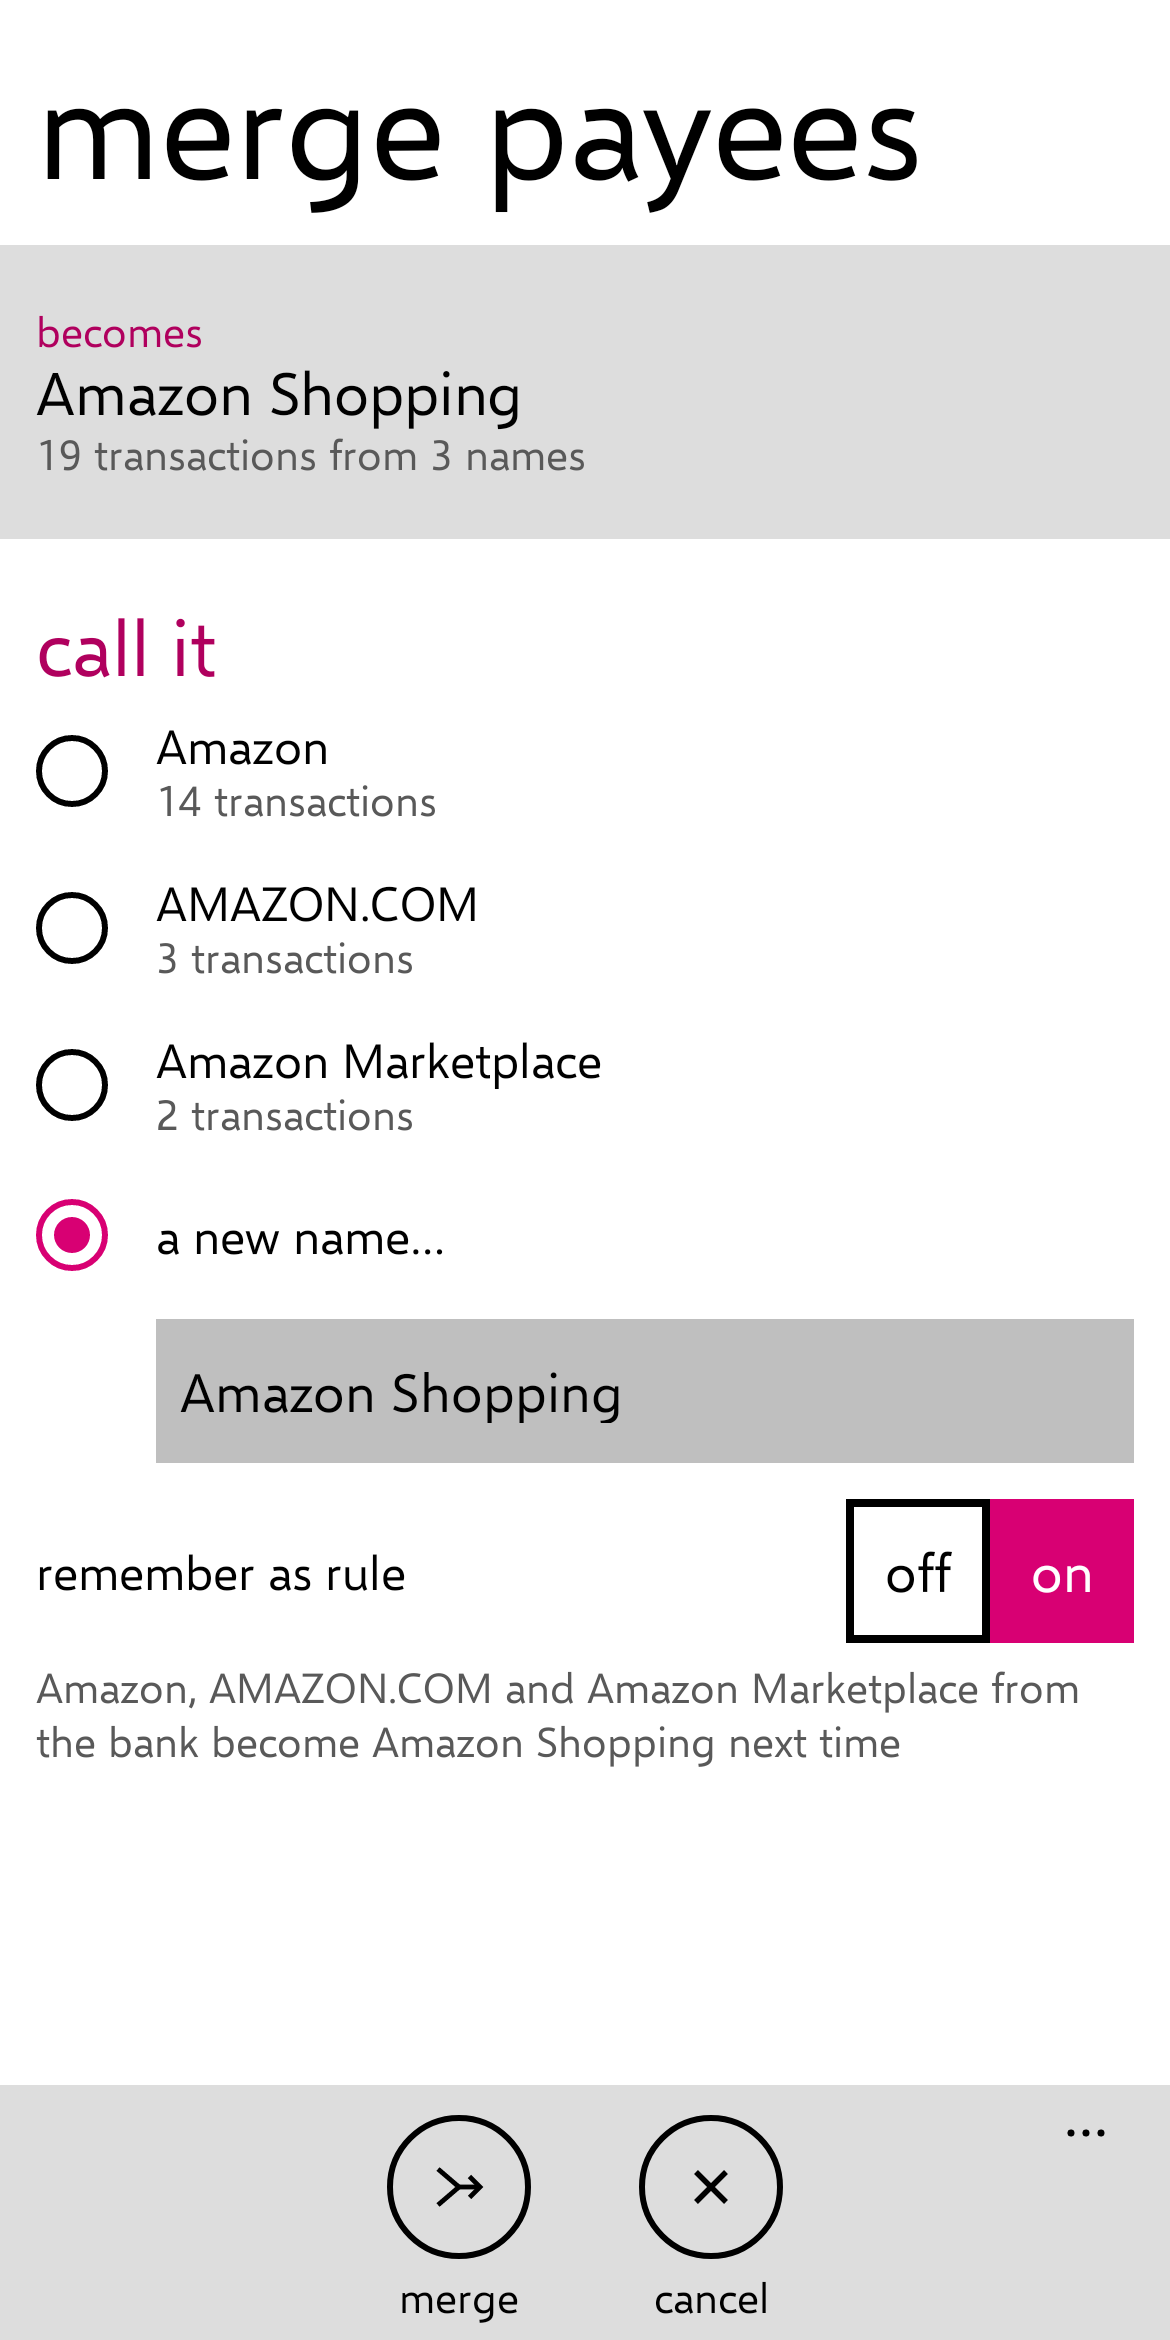 merge payees
becomes
Amazon Shopping
19 transactions from 3 names
call it
Amazon
14 transactions
AMAZON.COM
3 transactions
Amazon Marketplace
2 transactions
a new name...
Amazon Shopping
remember as rule
off on
Amazon, AMAZON.COM and Amazon Marketplace from
the bank become Amazon Shopping next time
...
merge cancel